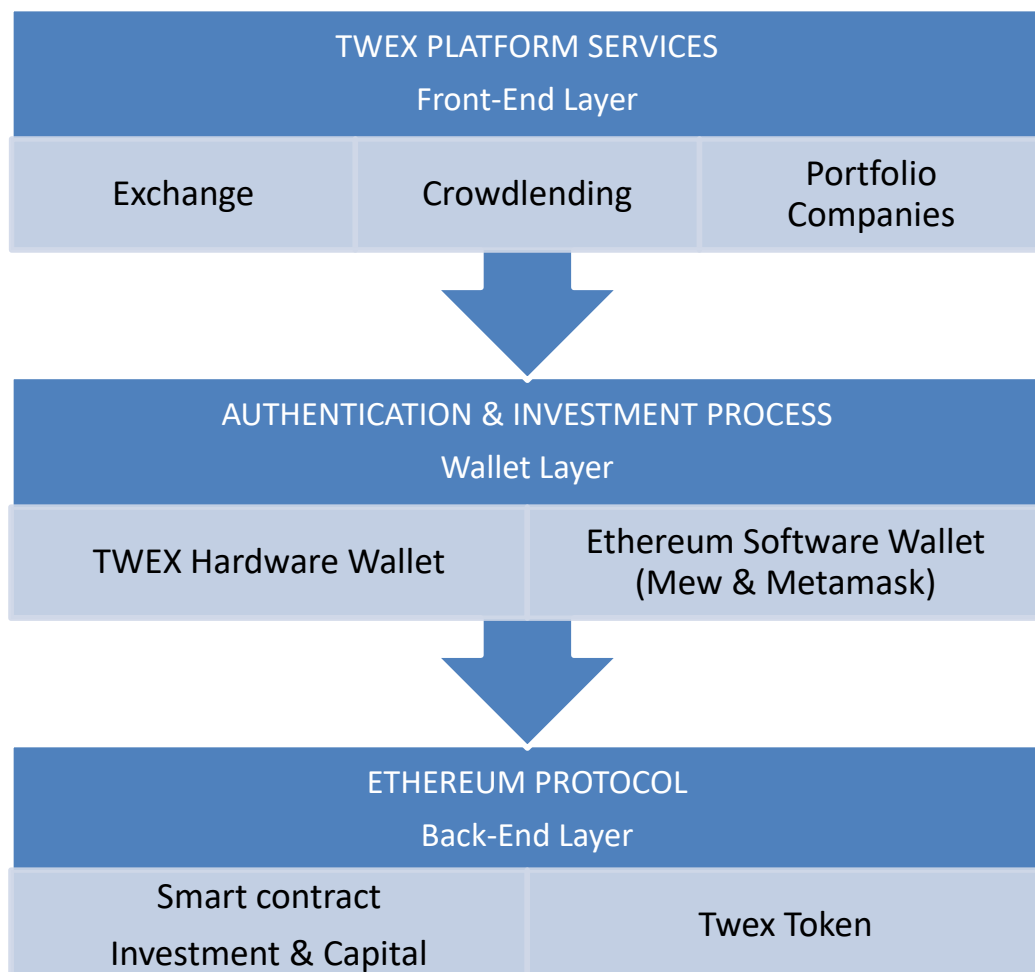 TWEX PLATFORM SERVICES
Front-End Layer
Exchange
Crowdlending
Portfolio
Companies
AUTHENTICATION & INVESTMENT PROCESS
Wallet Layer
TWEX Hardware Wallet
Ethereum Software Wallet
(Mew & Metamask)
ETHEREUM PROTOCOL
Back-End Layer
Smart contract
Investment & Capital
Twex Token